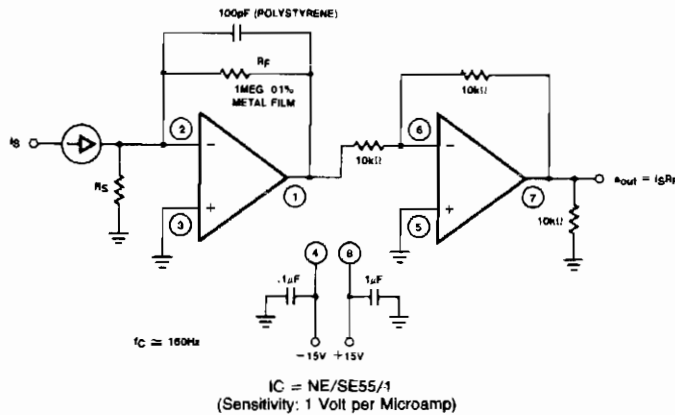 100pF (POLYSTYRENE)
RF
1MEG 01%
METAL FILM
iS
RS
2
3
1
10kΩ
10kΩ
6
5
7
eout = iSRF
10kΩ
4
8
.1µF
1µF
fC ≃ 160Hz
−15V +15V
IC = NE/SE55/1
(Sensitivity: 1 Volt per Microamp)